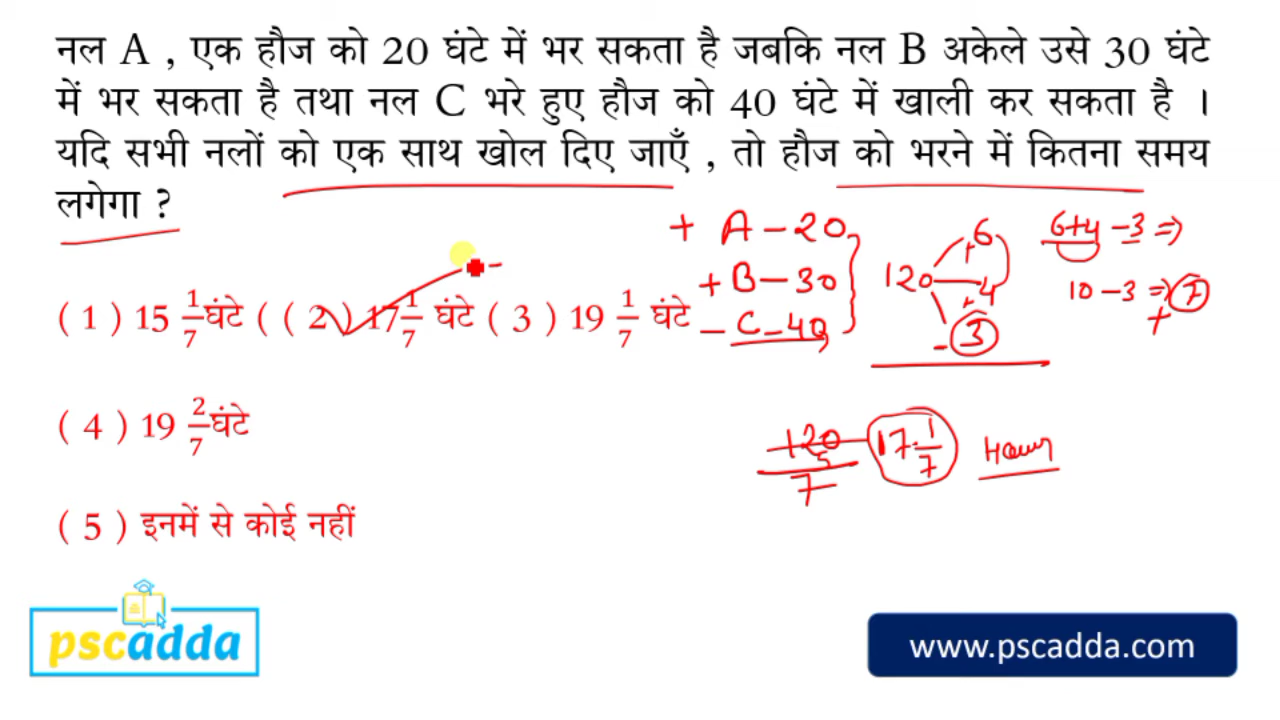 नल A , एक हौज को 20 घंटे में भर सकता है जबकि नल B अकेले उसे 30 घंटे
में भर सकता है तथा नल C भरे हुए हौज को 40 घंटे में खाली कर सकता है ।
यदि सभी नलों को एक साथ खोल दिए जाएँ , तो हौज को भरने में कितना समय
लगेगा ?
+ A - 20
+ B - 30
- C - 40
120 +6
+4
-3
6+4 -3 ⇒
10 - 3 ⇒ 7
+
( 1 ) 15 1/7 घंटे ( ( 2 ) 17 1/7 घंटे ( 3 ) 19 1/7 घंटे
( 4 ) 19 2/7 घंटे
120/7 - 17 1/7 Hours
5
( 5 ) इनमें से कोई नहीं
pscadda
www.pscadda.com